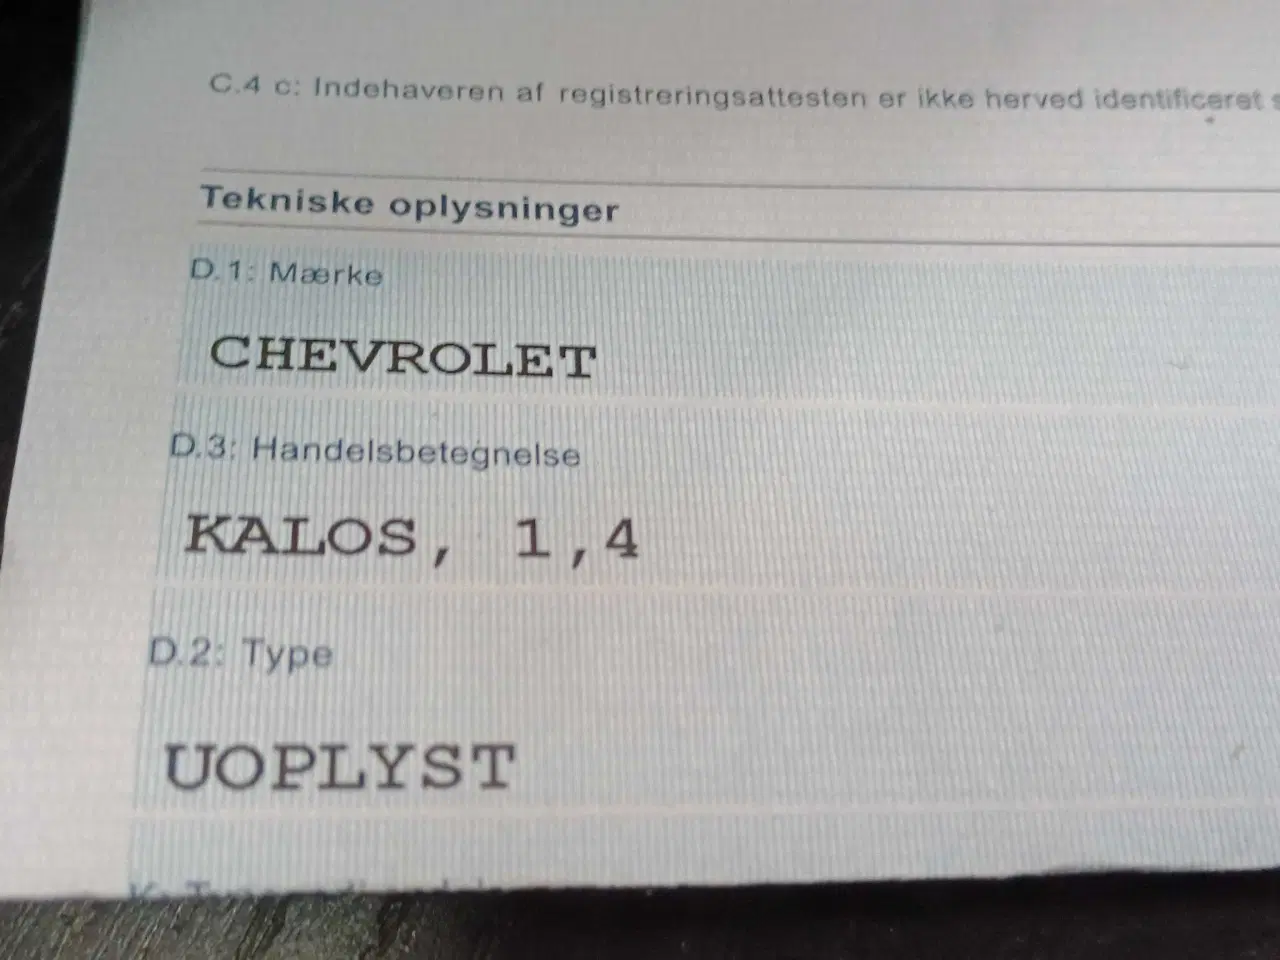 C.4 c: Indehaveren af registreringsattesten er ikke herved identificeret
Tekniske oplysninger
D.1: Mærke
CHEVROLET
D.3: Handelsbetegnelse
KALOS, 1,4
D.2: Type
UOPLYST